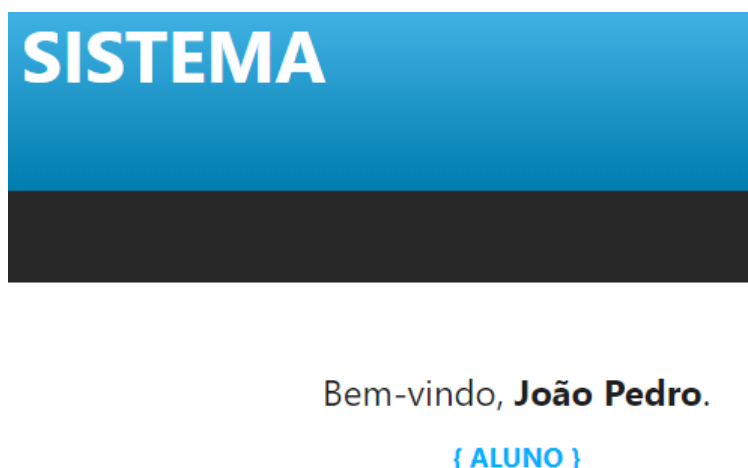 SISTEMA
Bem-vindo, João Pedro.
{ ALUNO }